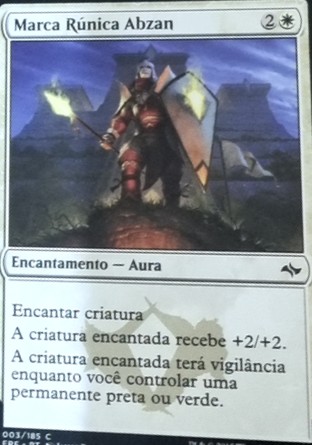 Marca Rúnica Abzan 2
Encantamento — Aura
Encantar criatura
A criatura encantada recebe +2/+2.
A criatura encantada terá vigilância
enquanto você controlar uma
permanente preta ou verde.
003/185 C